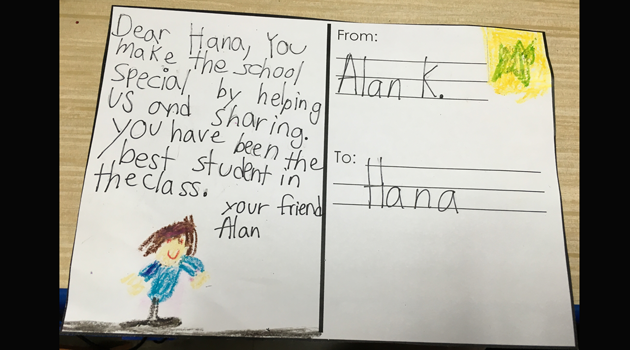 Dear Hana, You
make the school
special by helping
us and sharing.
you have been the
best student in
the class.
your friend
Alan
From:
Alan K.
To:
Hana